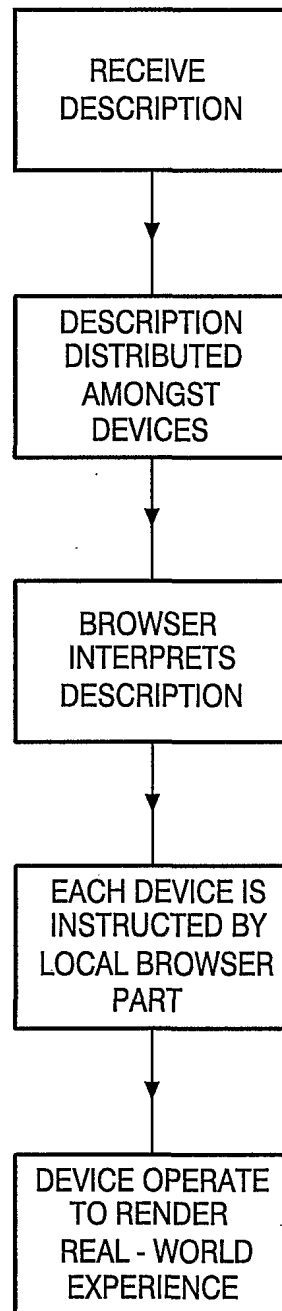 RECEIVE
DESCRIPTION
DESCRIPTION
DISTRIBUTED
AMONGST
DEVICES
BROWSER
INTERPRETS
DESCRIPTION
EACH DEVICE IS
INSTRUCTED BY
LOCAL BROWSER
PART
DEVICE OPERATE
TO RENDER
REAL - WORLD
EXPERIENCE